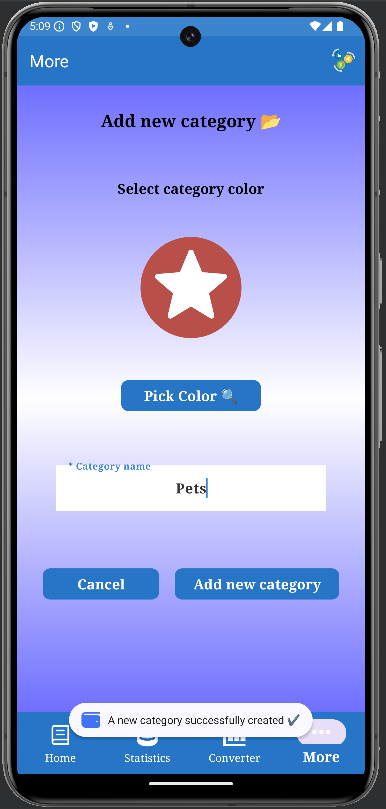 5:09
More
Add new category 📂
Select category color
Pick Color 🔍
* Category name
Pets
Cancel
Add new category
A new category successfully created ✔
Home
Statistics
Converter
More